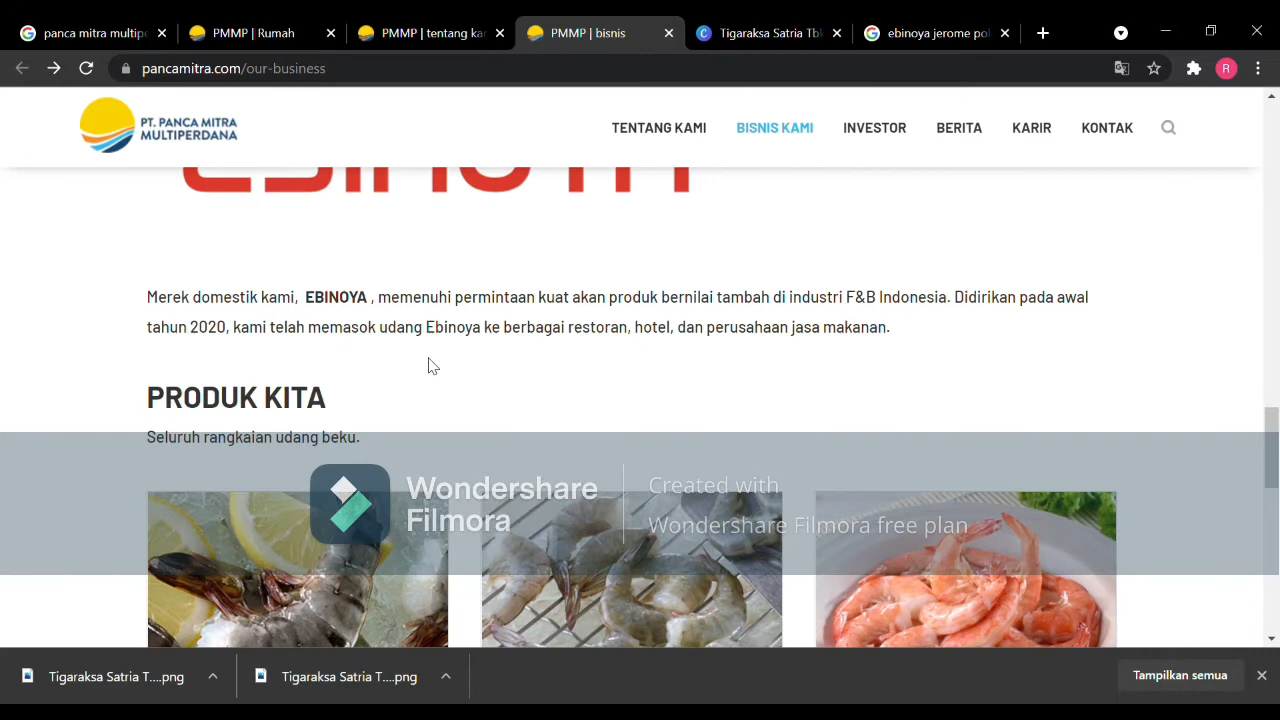 panca mitra multipe
PMMP | Rumah
PMMP | tentang kar
PMMP | bisnis
Tigaraksa Satria Tbk
ebinoya jerome pol
pancamitra.com/our-business
R
PT. PANCA MITRA
MULTIPERDANA
TENTANG KAMI
BISNIS KAMI
INVESTOR
BERITA
KARIR
KONTAK
EBINOYA
Merek domestik kami, EBINOYA , memenuhi permintaan kuat akan produk bernilai tambah di industri F&B Indonesia. Didirikan pada awal
tahun 2020, kami telah memasok udang Ebinoya ke berbagai restoran, hotel, dan perusahaan jasa makanan.
PRODUK KITA
Seluruh rangkaian udang beku.
Wondershare
Filmora
Created with
Wondershare Filmora free plan
Tigaraksa Satria T....png
Tigaraksa Satria T....png
Tampilkan semua